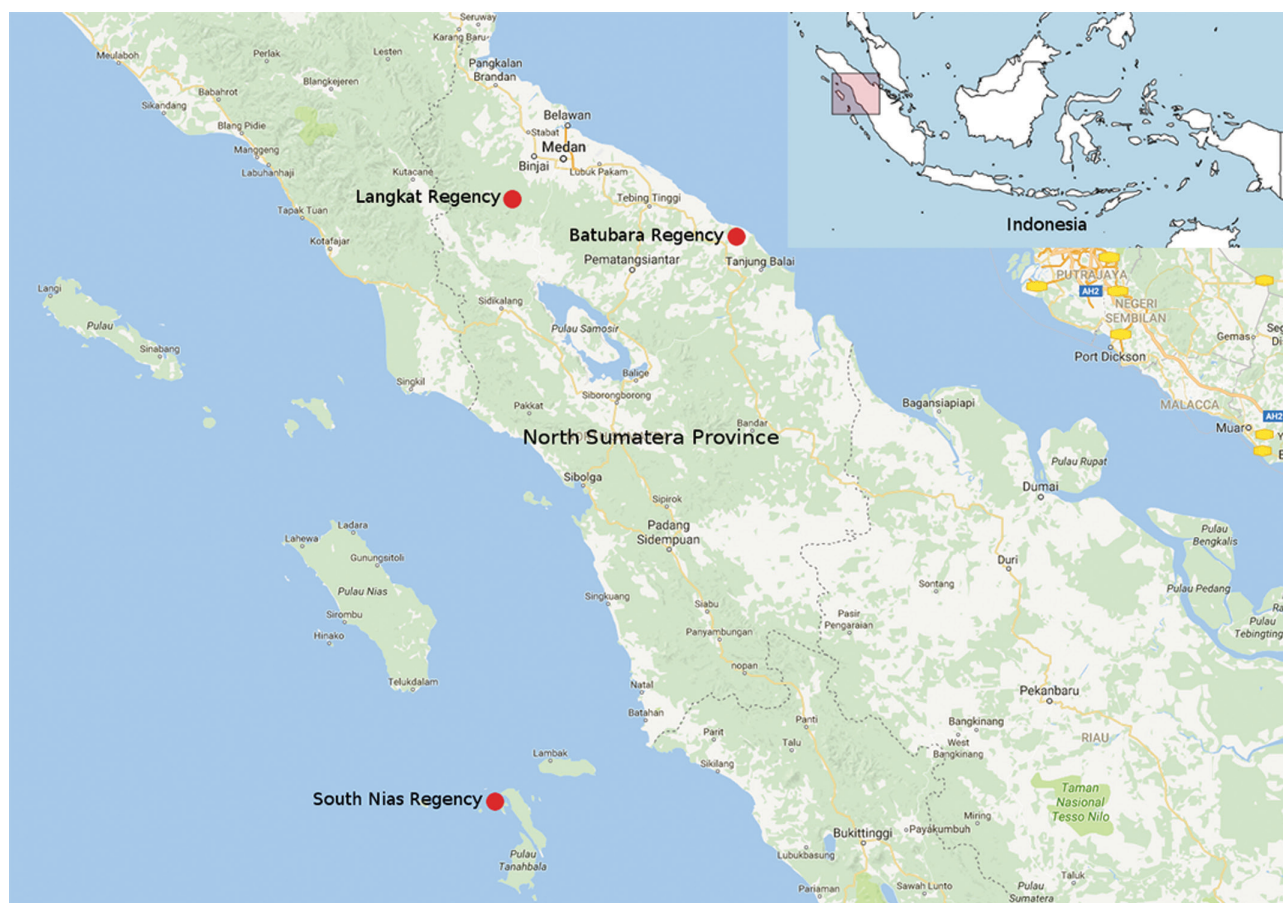 Seruway
Karang Baru
Meulaboh
Perlak
Lesten
Pangkalan
Brandan
Blangkejeren
Babahrot
Sikandang
Belawan
Blang Pidie
Stabat
Medan
Manggeng
Binjai
Labuhanhaji
Kutacane
Lubuk Pakam
Langkat Regency
Tebing Tinggi
Tapak Tuan
Batubara Regency
Indonesia
Kotafajar
Pematangsiantar
Tanjung Balai
PUTRAJAYA
Langi
AH2
NEGERI
SEMBILAN
Sidikalang
Pulau
Pulau Samosir
Gemas
Sinabang
Port Dickson
Balige
Singkil
Siborongborong
MALACCA
Pakkat
Bagansiapiapi
AH2
Bandar
Muar
North Sumatera Province
Pulau Rupat
Sibolga
Dumai
Sipirok
Ladara
Padang
Sidempuan
Pulau
Bengkalis
Lahewa
Gunungsitoli
Duri
Pulau Nias
Sontang
Pulau Pedang
Singkuang
Siabu
Pasir
Pengaraian
Pulau
Tebingting
Sirombu
Hinako
Panyambungan
nopan
Telukdalam
Natal
Pekanbaru
Batahan
Panti
Bangkinang
Parit
Talu
West
Bangkinang
RIAU
Lambak
Sikilang
South Nias Regency
Taman
Nasional
Tesso Nilo
Miring
Bukittinggi
Payakumbuh
Pulau
Tanahbala
Lubukbasung
Taluk
Pariaman
Sawah Lunto
Pulau
Sumatera